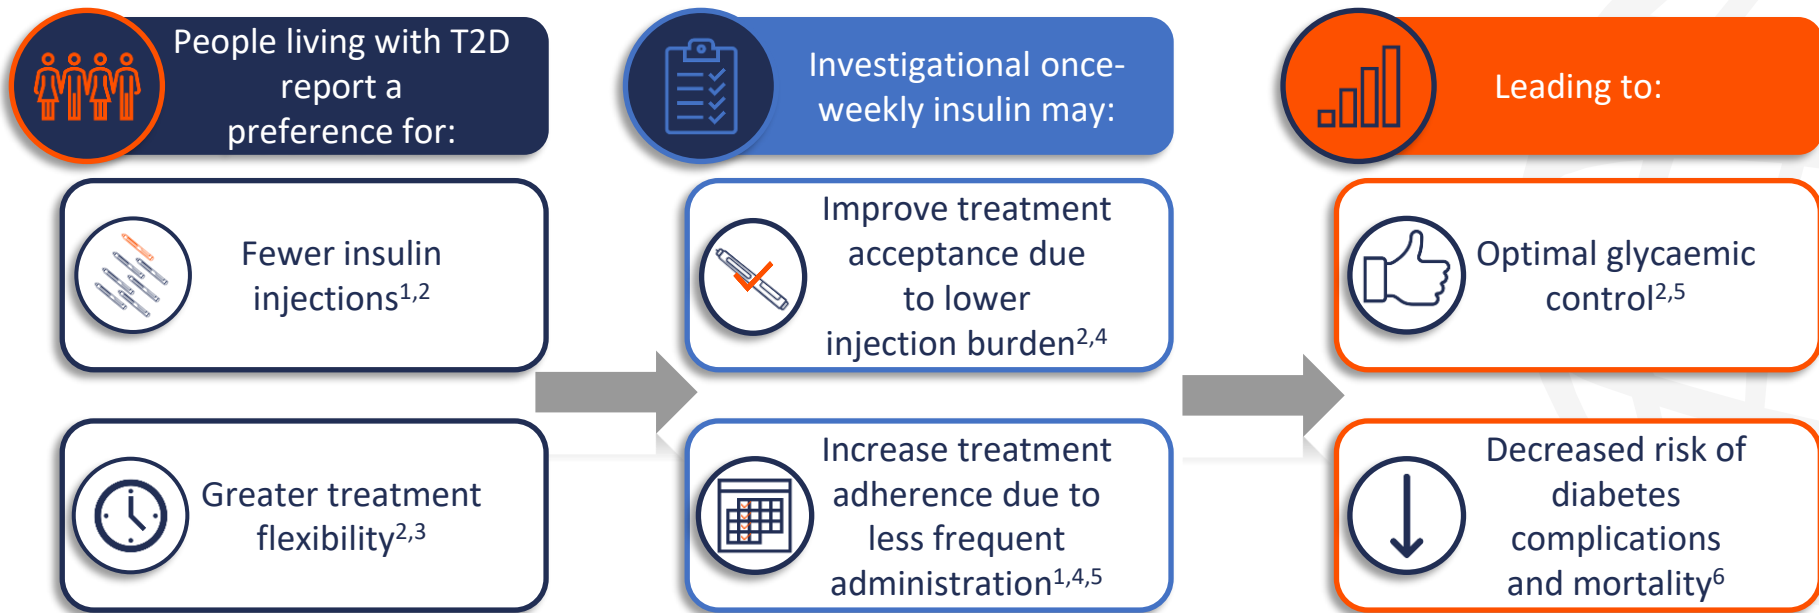 People living with T2D
report a
preference for:
Fewer insulin
injections1,2
Greater treatment
flexibility2,3
Investigational once-
weekly insulin may:
Improve treatment
acceptance due
to lower
injection burden2,4
Increase treatment
adherence due to
less frequent
administration1,4,5
Leading to:
Optimal glycaemic
control2,5
Decreased risk of
diabetes
complications
and mortality6